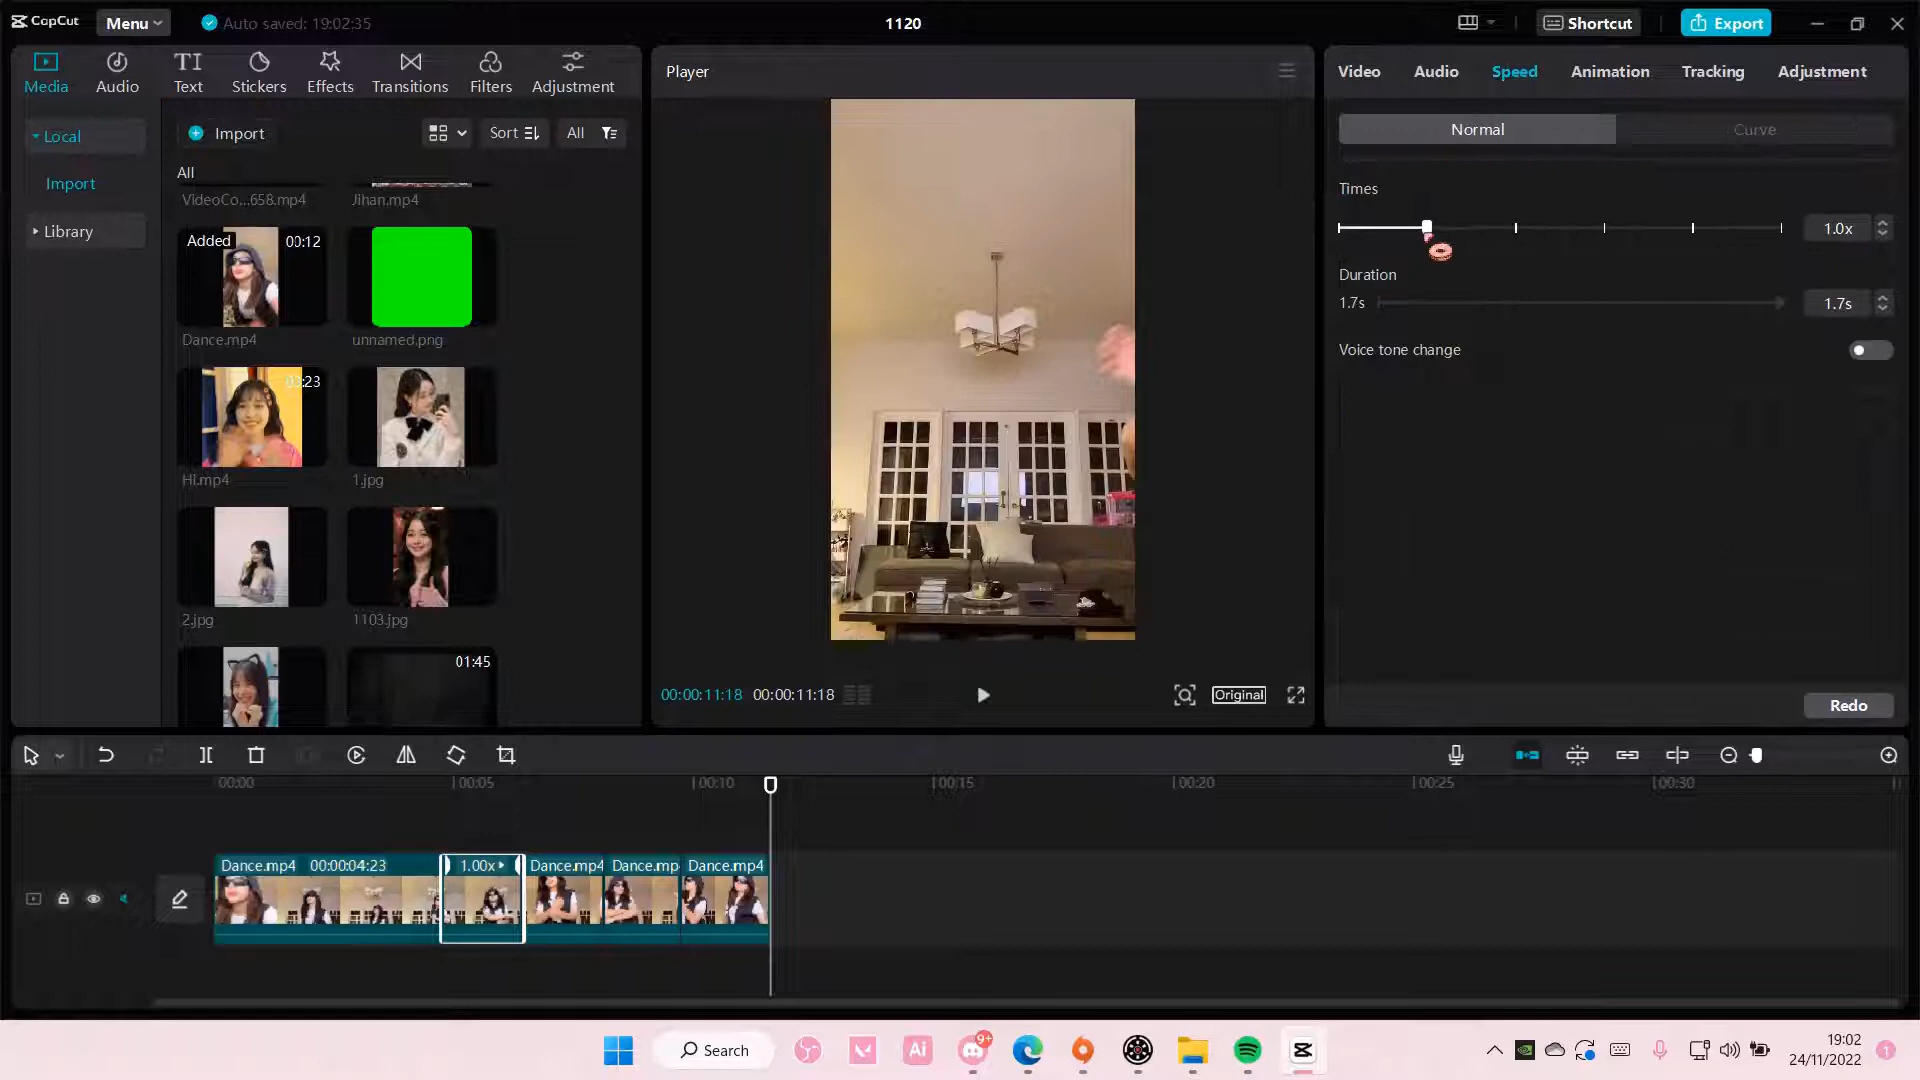 CapCut
Menu
Auto saved: 19:02:35
1120
Shortcut
Export
Media
Audio
Text
Stickers
Effects
Transitions
Filters
Adjustment
Local
Import
Library
Import
Sort
All
All
VideoCo...658.mp4
Jihan.mp4
Added
00:12
Dance.mp4
unnamed.png
Hi.mp4
1.jpg
2.jpg
1103.jpg
01:45
Player
00:00:11:18
00:00:11:18
Original
Video
Audio
Speed
Animation
Tracking
Adjustment
Normal
Curve
Times
1.0x
Duration
1.7s
1.7s
Voice tone change
Redo
00:00
00:05
00:10
00:15
00:20
00:25
00:30
Dance.mp4 00:00:04:23
1.00x
Dance.mp4
Dance.mp
Dance.mp4
Search
Ai
9+
19:02
24/11/2022
1